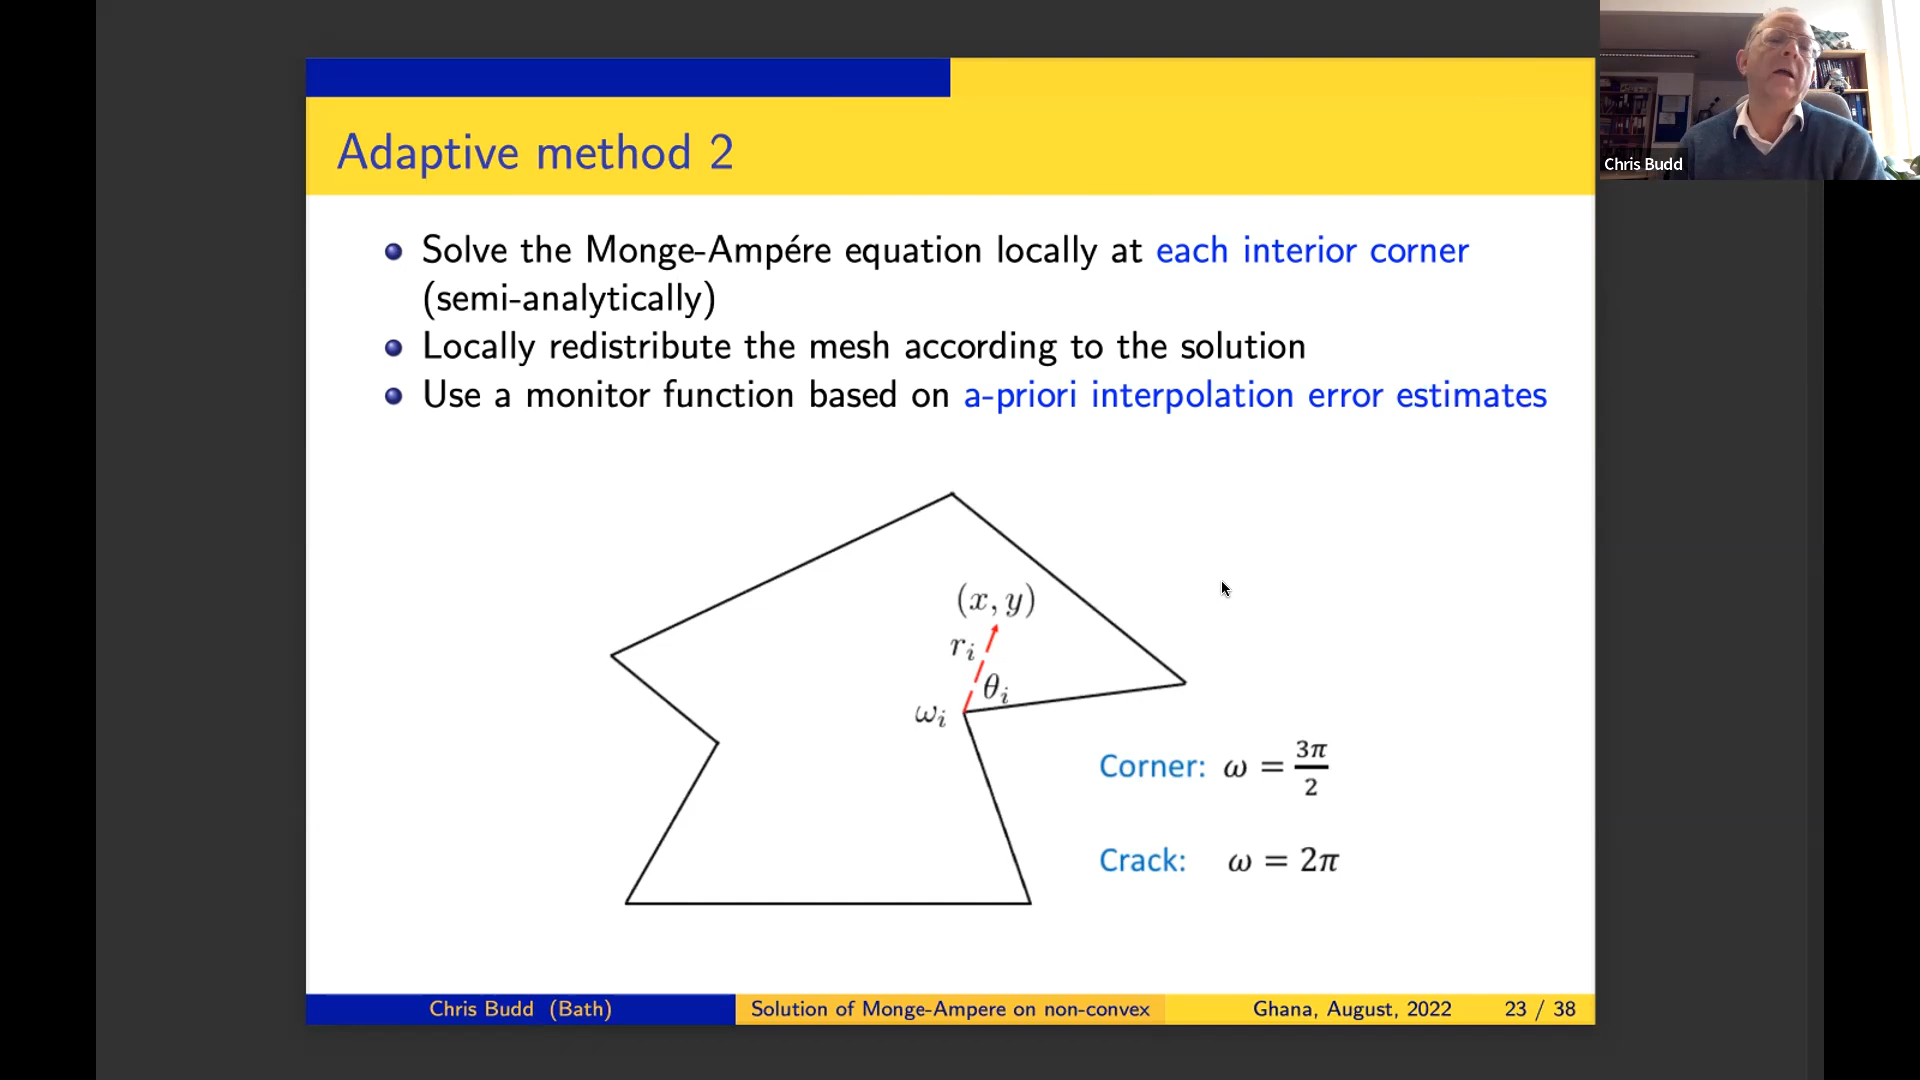 Adaptive method 2
Solve the Monge-Ampére equation locally at each interior corner
(semi-analytically)
Locally redistribute the mesh according to the solution
Use a monitor function based on a-priori interpolation error estimates
(x, y)
r_i
θ_i
ω_i
Corner: ω = 3π/2
Crack: ω = 2π
Chris Budd (Bath) Solution of Monge-Ampere on non-convex Ghana, August, 2022 23 / 38
Chris Budd